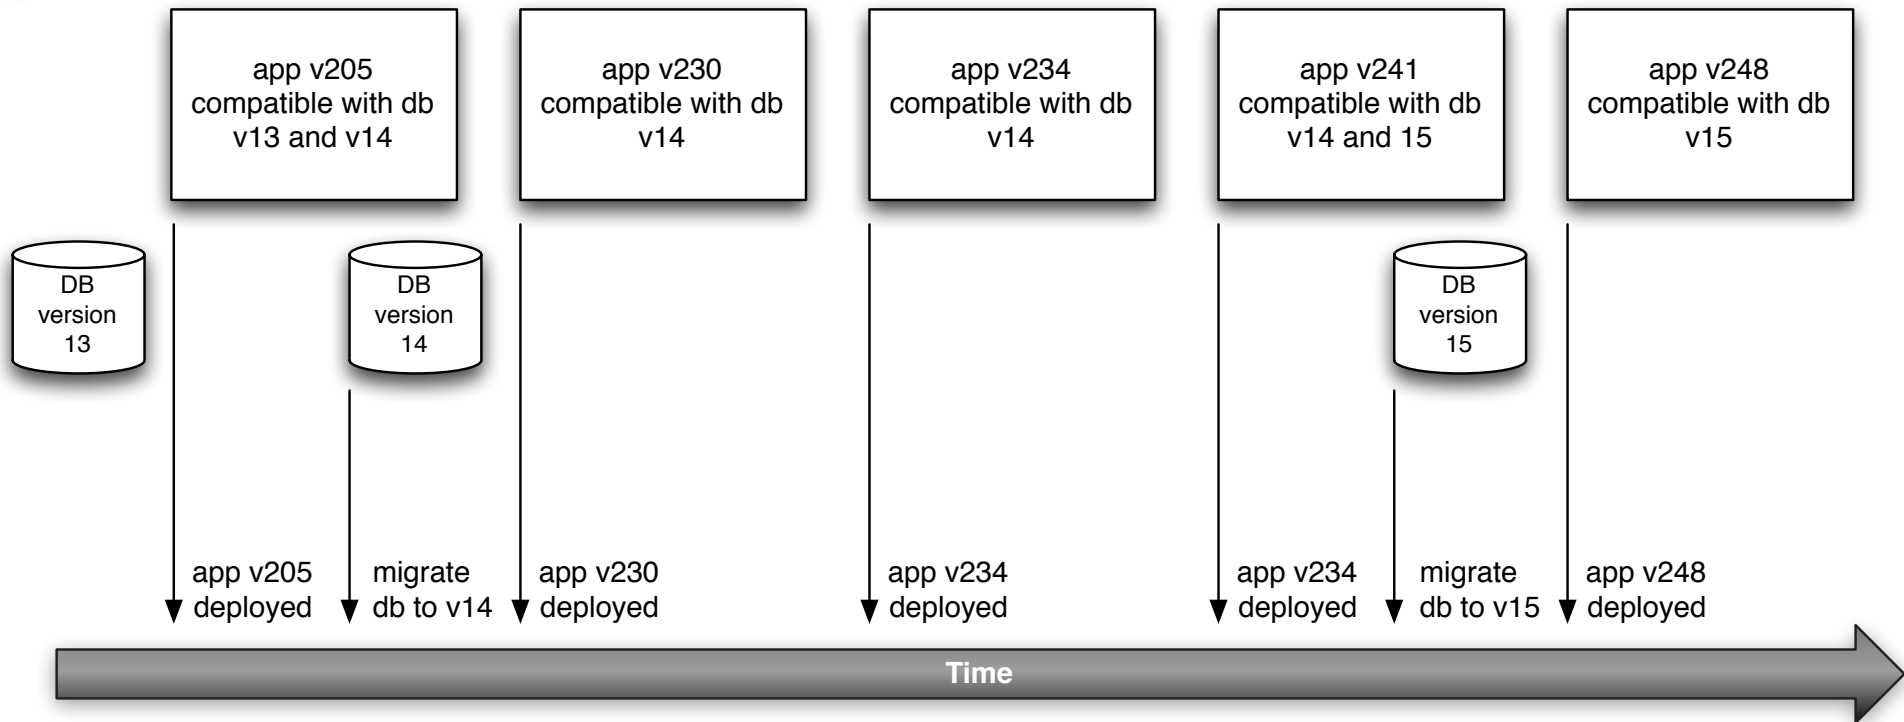 app v205
compatible with db
v13 and v14
app v230
compatible with db
v14
app v234
compatible with db
v14
app v241
compatible with db
v14 and 15
app v248
compatible with db
v15
DB
version
13
DB
version
14
DB
version
15
app v205
deployed
migrate
db to v14
app v230
deployed
app v234
deployed
app v234
deployed
migrate
db to v15
app v248
deployed
Time